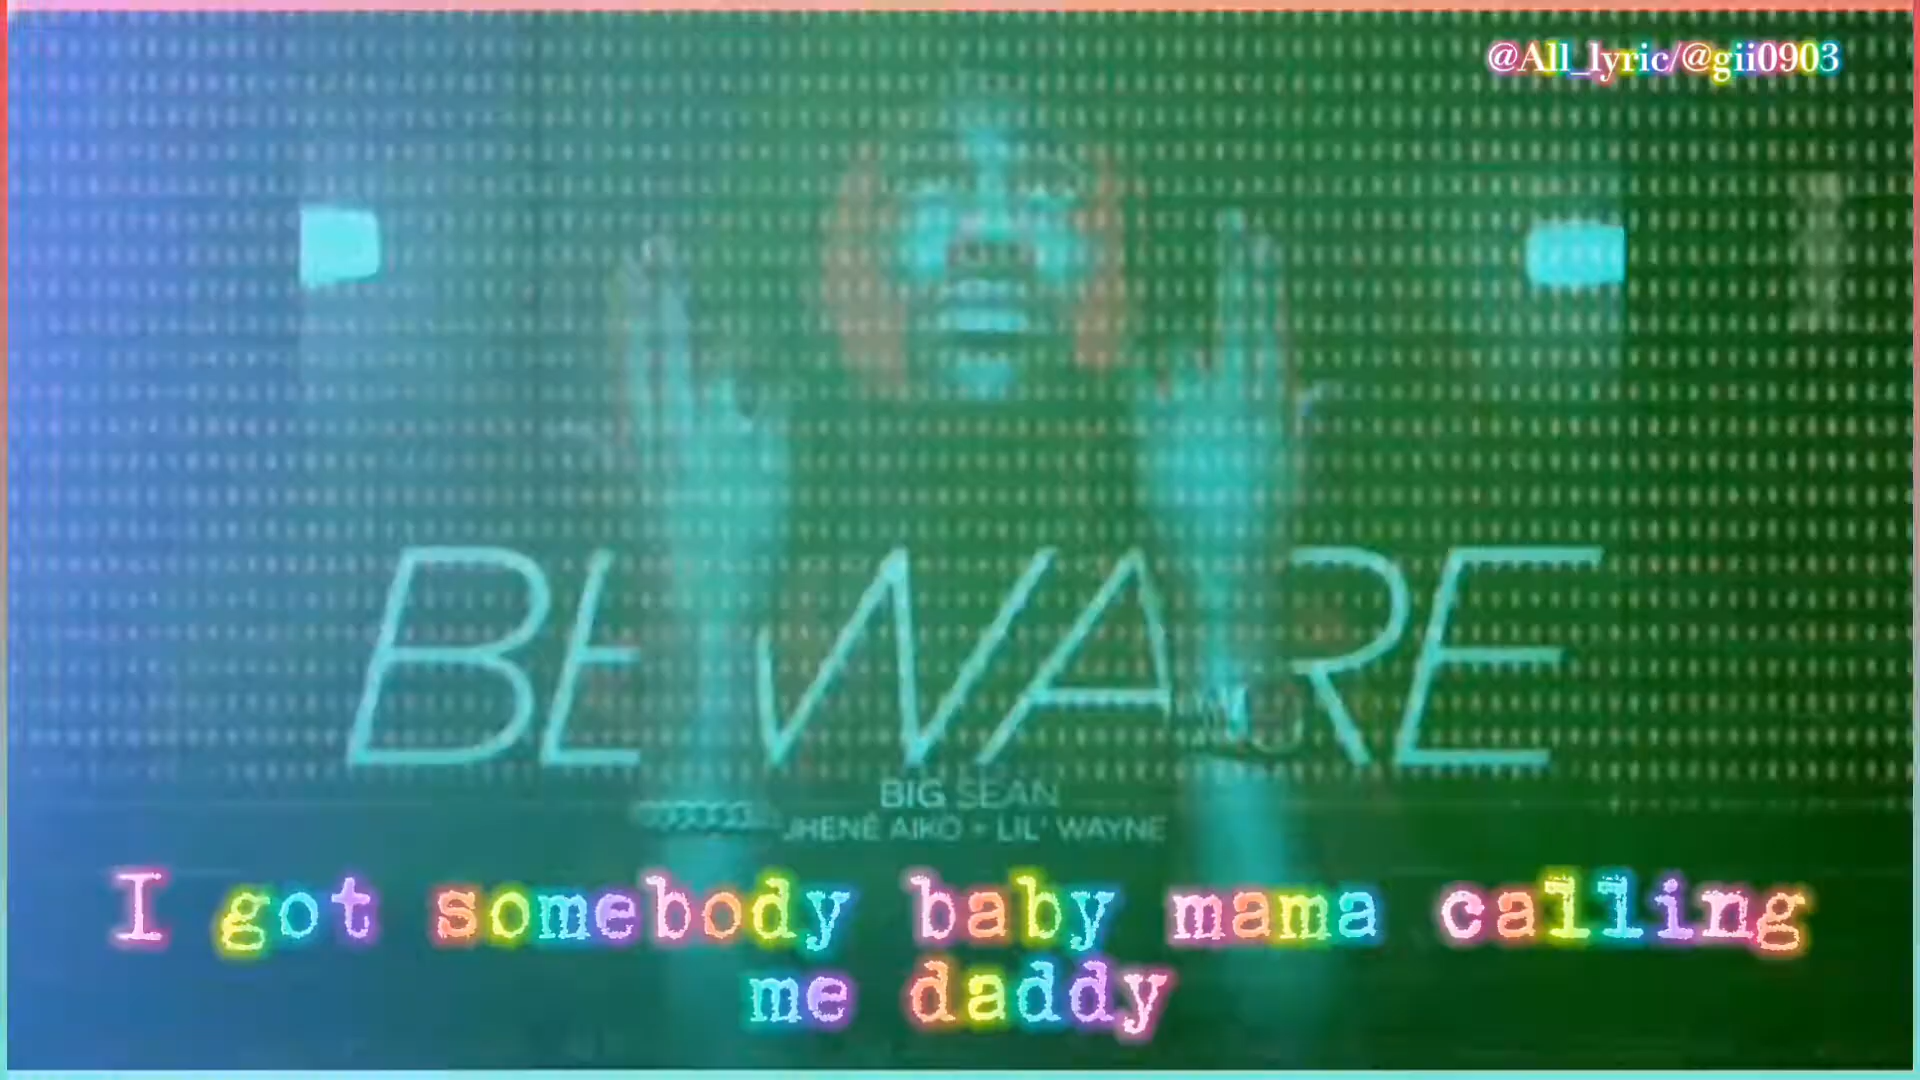 @All_lyric/@gii0903
BEWARE
BIG SEAN
JHENÉ AIKO + LIL' WAYNE
I got somebody baby mama calling
me daddy